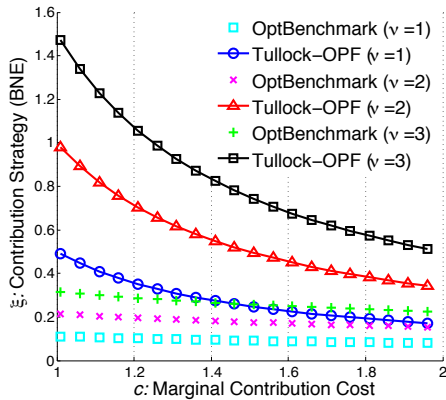 1.6
1.4
1.2
1
0.8
0.6
0.4
0.2
0
ξ: Contribution Strategy (BNE)
OptBenchmark (ν =1)
Tullock−OPF (ν =1)
OptBenchmark (ν =2)
Tullock−OPF (ν =2)
OptBenchmark (ν =3)
Tullock−OPF (ν =3)
1 1.2 1.4 1.6 1.8 2
c: Marginal Contribution Cost